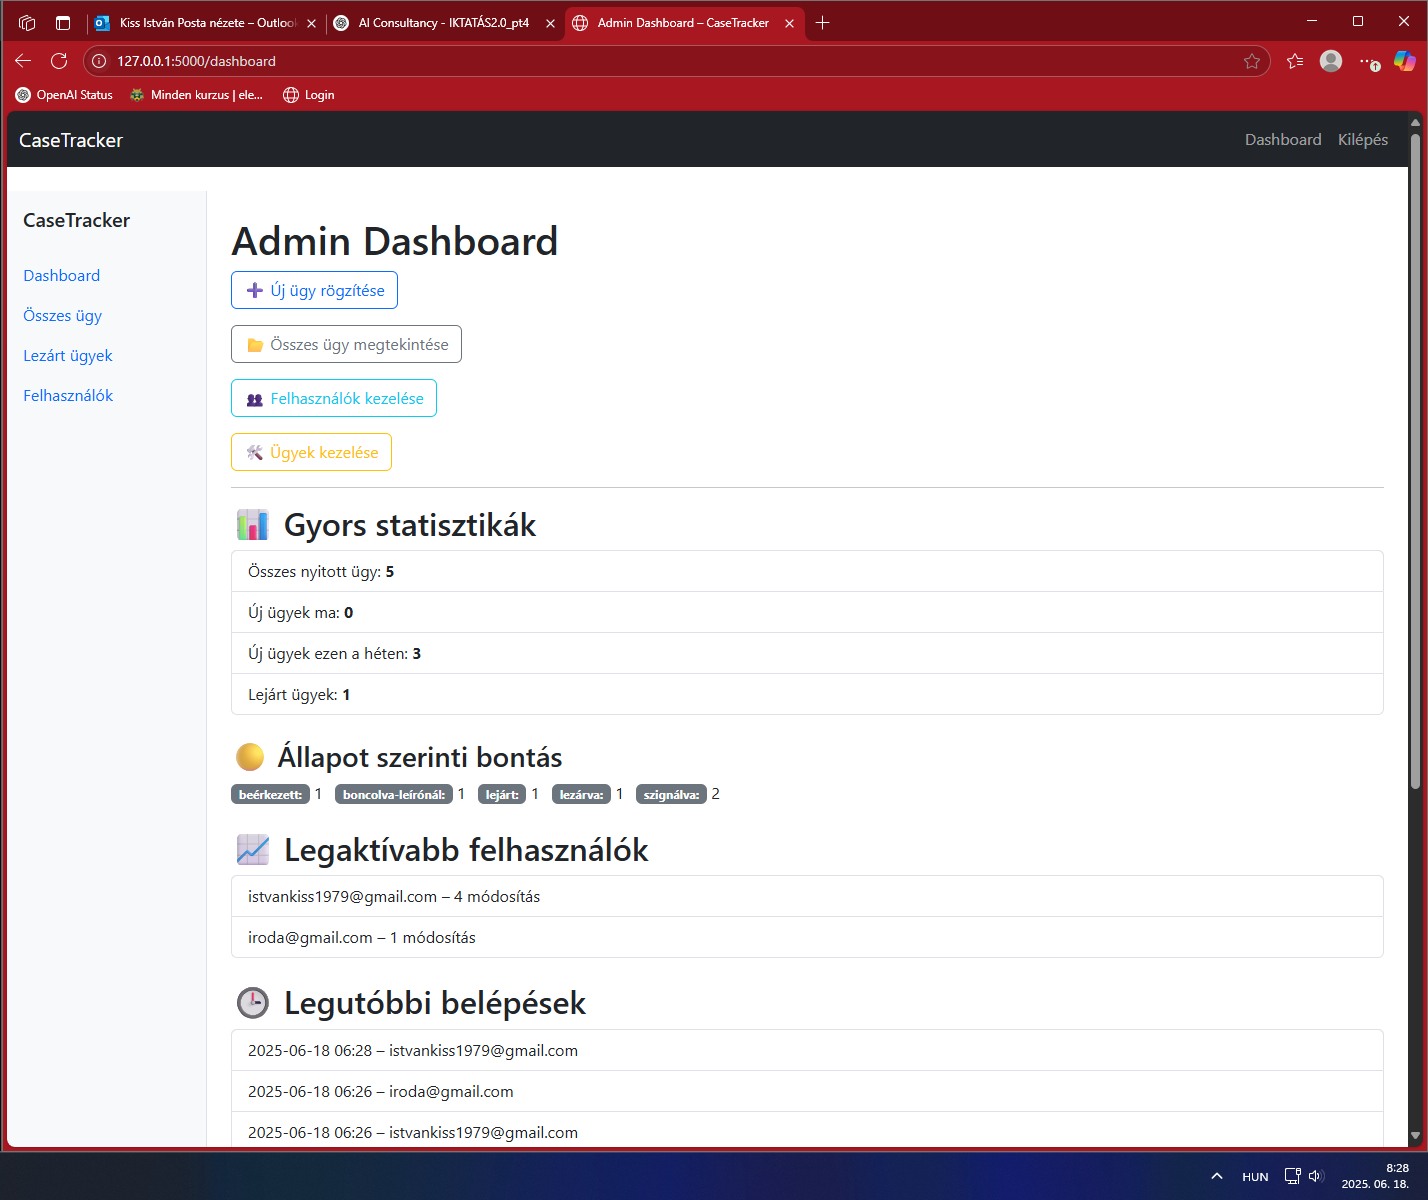 Kiss István Posta nézete – Outlook
AI Consultancy - IKTATÁS2.0_pt4
Admin Dashboard – CaseTracker
127.0.0.1:5000/dashboard
OpenAI Status
Minden kurzus | ele...
Login
CaseTracker
Dashboard
Kilépés
CaseTracker
Dashboard
Összes ügy
Lezárt ügyek
Felhasználók
Admin Dashboard
Új ügy rögzítése
Összes ügy megtekintése
Felhasználók kezelése
Ügyek kezelése
Gyors statisztikák
Összes nyitott ügy: 5
Új ügyek ma: 0
Új ügyek ezen a héten: 3
Lejárt ügyek: 1
Állapot szerinti bontás
beérkezett: 1 boncolva-leírónál: 1 lejárt: 1 lezárva: 1 szignálva: 2
Legaktívabb felhasználók
istvankiss1979@gmail.com – 4 módosítás
iroda@gmail.com – 1 módosítás
Legutóbbi belépések
2025-06-18 06:28 – istvankiss1979@gmail.com
2025-06-18 06:26 – iroda@gmail.com
2025-06-18 06:26 – istvankiss1979@gmail.com
HUN
8:28
2025. 06. 18.